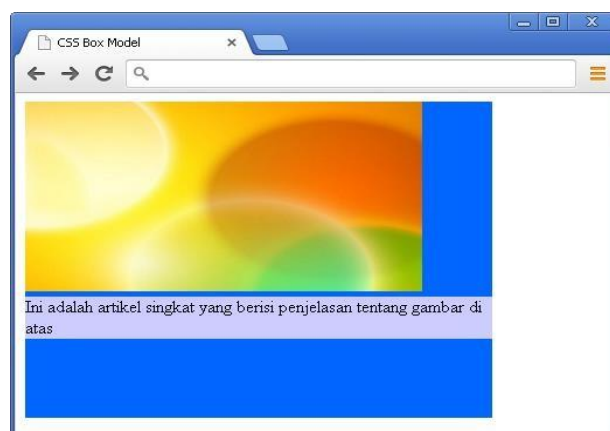 CSS Box Model
Ini adalah artikel singkat yang berisi penjelasan tentang gambar di
atas